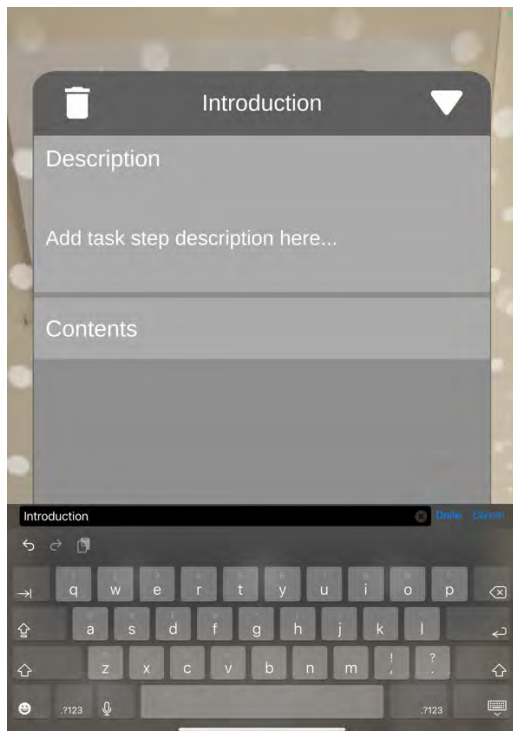 Introduction
Description
Add task step description here...
Contents
Introduction
Done Cancel
q w e r t y u i o p
a s d f g h j k l
z x c v b n m ! , ? .
.?123 .?123